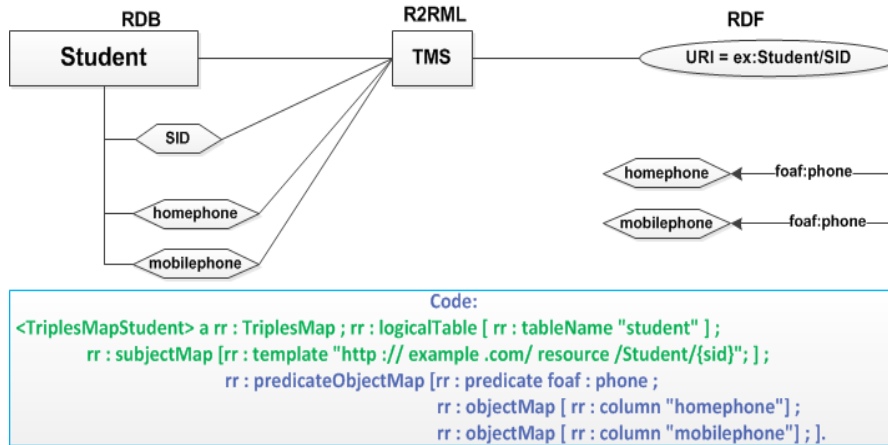 RDB
R2RML
RDF
Student
TMS
URI = ex:Student/SID
SID
homephone
foaf:phone
homephone
mobilephone
foaf:phone
mobilephone
Code:
<TriplesMapStudent> a rr : TriplesMap ; rr : logicalTable [ rr : tableName "student" ] ;
rr : subjectMap [rr : template "http :// example .com/ resource /Student/{sid}"; ] ;
rr : predicateObjectMap [rr : predicate foaf : phone ;
rr : objectMap [ rr : column "homephone"] ;
rr : objectMap [ rr : column "mobilephone"] ; ].